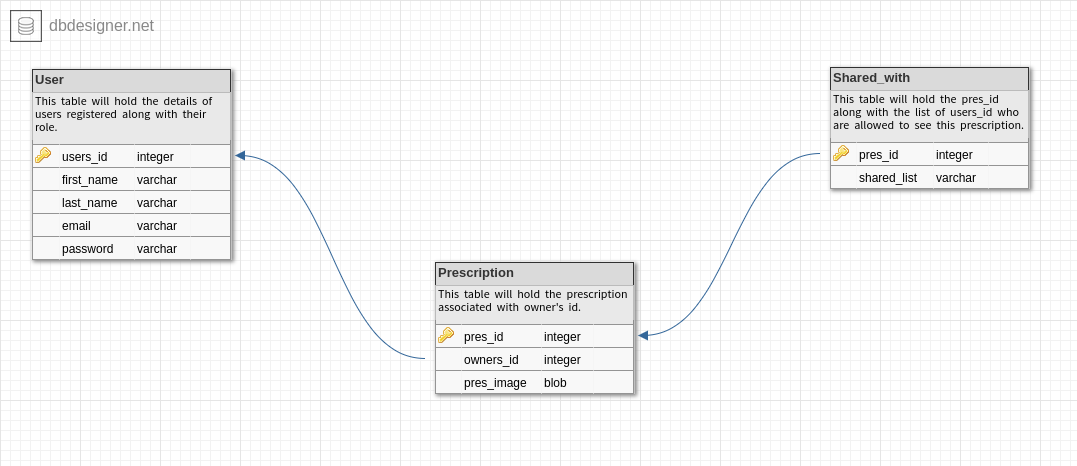 dbdesigner.net
User
This table will hold the details of
users registered along with their
role.
users_id integer
first_name varchar
last_name varchar
email varchar
password varchar
Prescription
This table will hold the prescription
associated with owner's id.
pres_id integer
owners_id integer
pres_image blob
Shared_with
This table will hold the pres_id
along with the list of users_id who
are allowed to see this prescription.
pres_id integer
shared_list varchar